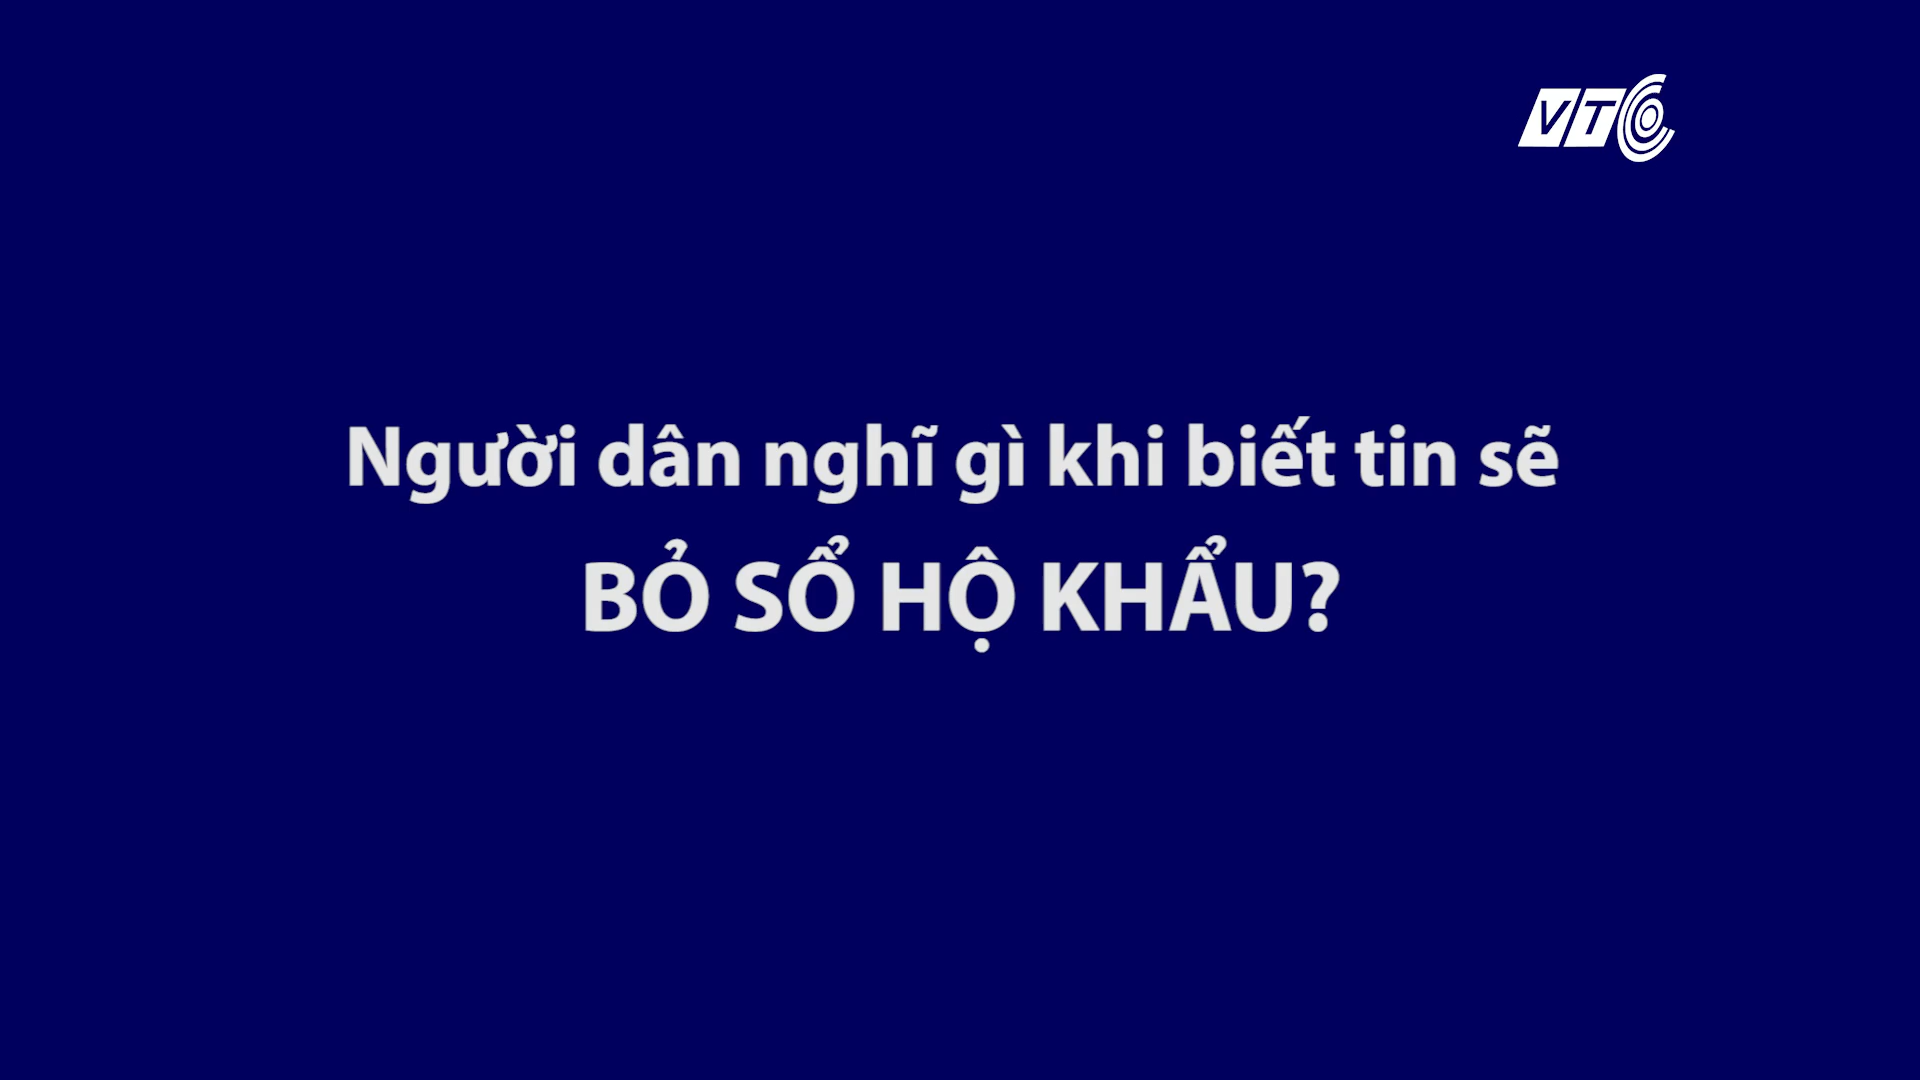 VTC
Người dân nghĩ gì khi biết tin sẽ
BỎ SỔ HỘ KHẨU?